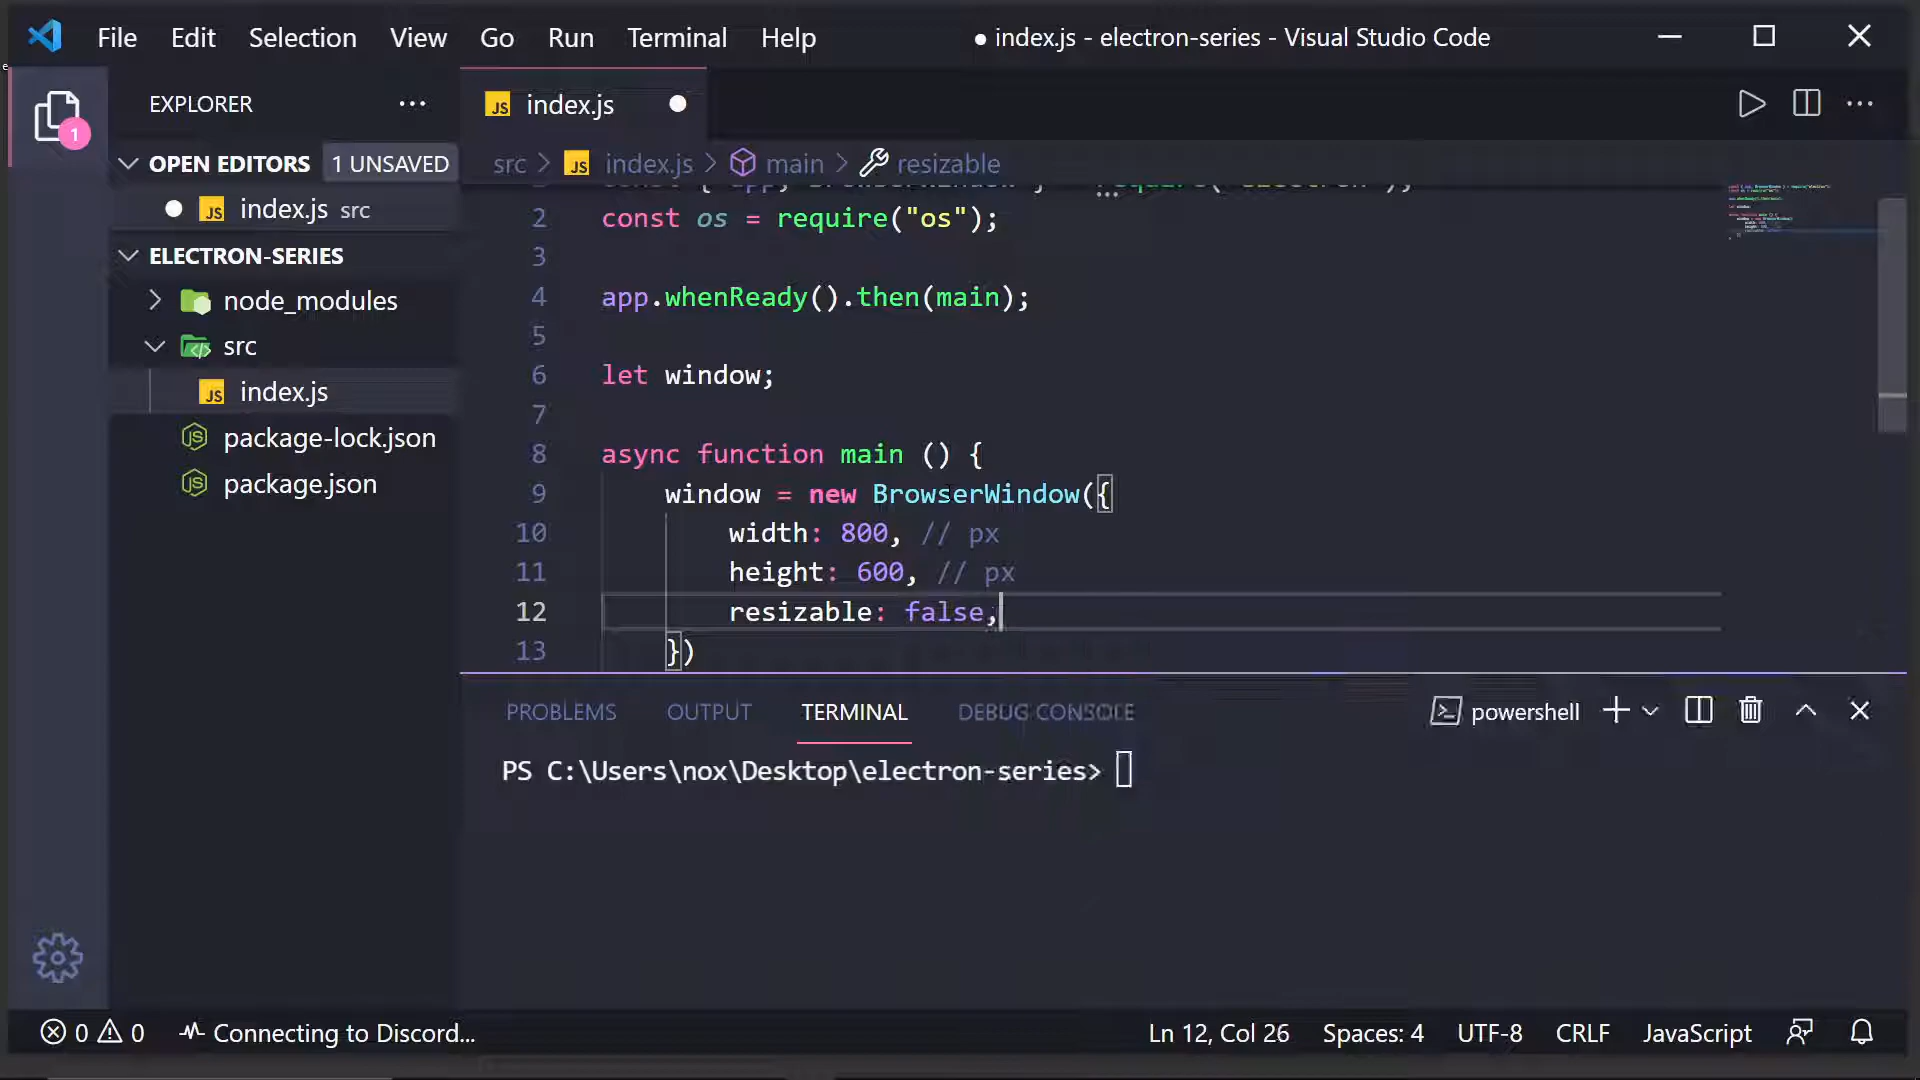 File Edit Selection View Go Run Terminal Help ● index.js - electron-series - Visual Studio Code
e
EXPLORER ···
JS index.js
1
OPEN EDITORS 1 UNSAVED
JS index.js src
ELECTRON-SERIES
node_modules
src
JS index.js
package-lock.json
package.json
src > JS index.js > main > resizable
2 const os = require("os");
3
4 app.whenReady().then(main);
5
6 let window;
7
8 async function main () {
9 window = new BrowserWindow({
10 width: 800, // px
11 height: 600, // px
12 resizable: false,
13 })
PROBLEMS OUTPUT TERMINAL DEBUG CONSOLE powershell
PS C:\Users\nox\Desktop\electron-series>
0 0 Connecting to Discord... Ln 12, Col 26 Spaces: 4 UTF-8 CRLF JavaScript